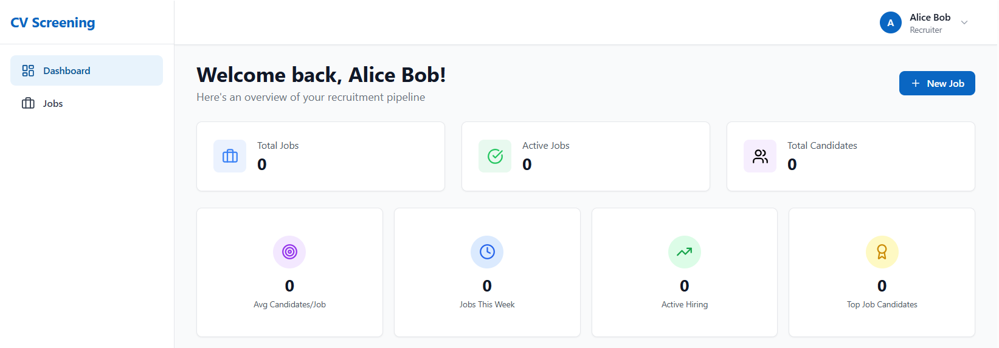 CV Screening
A
Alice Bob
Recruiter
Dashboard
Jobs
Welcome back, Alice Bob!
Here's an overview of your recruitment pipeline
New Job
Total Jobs
0
Active Jobs
0
Total Candidates
0
0
Avg Candidates/Job
0
Jobs This Week
0
Active Hiring
0
Top Job Candidates